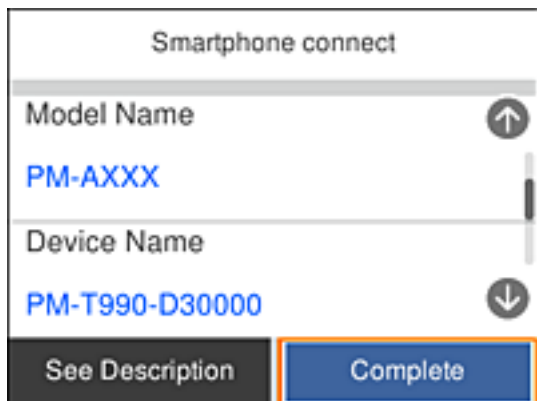 Smartphone connect
Model Name
PM-AXXX
Device Name
PM-T990-D30000
See Description
Complete